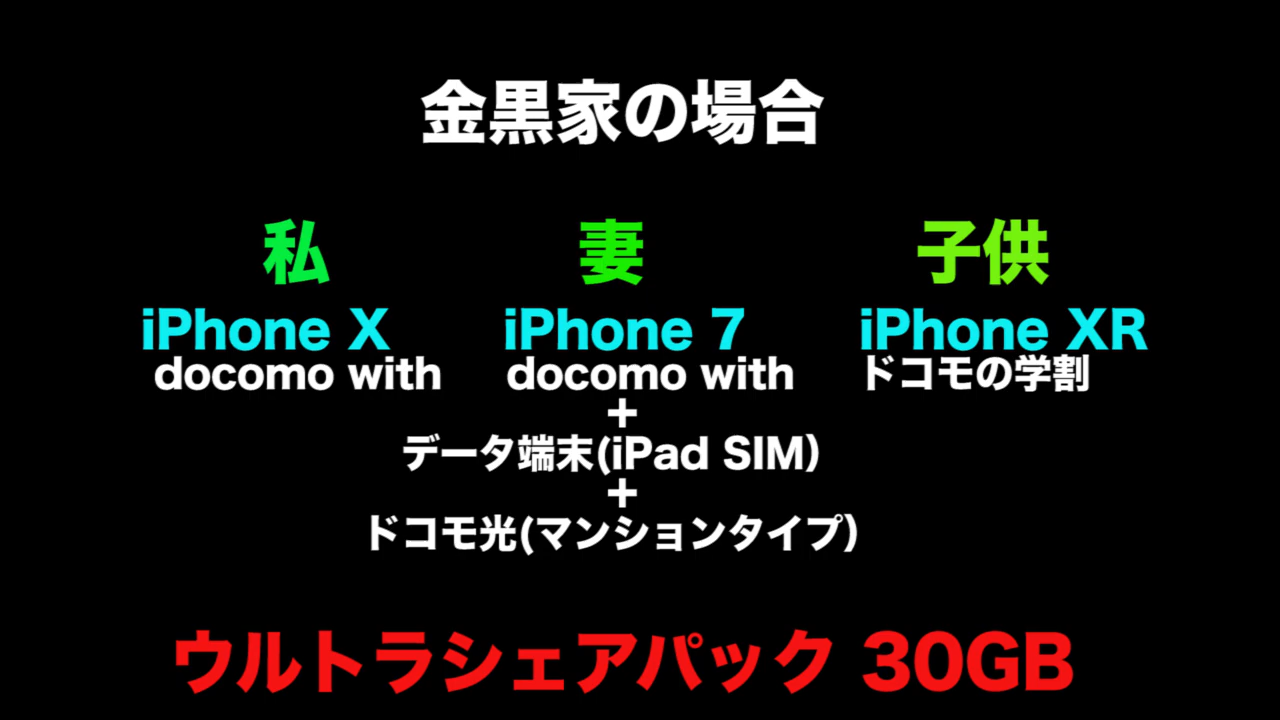 金黒家の場合
私 妻 子供
iPhone X iPhone 7 iPhone XR
docomo with docomo with ドコモの学割
+
データ端末(iPad SIM）
+
ドコモ光(マンションタイプ）
ウルトラシェアパック 30GB